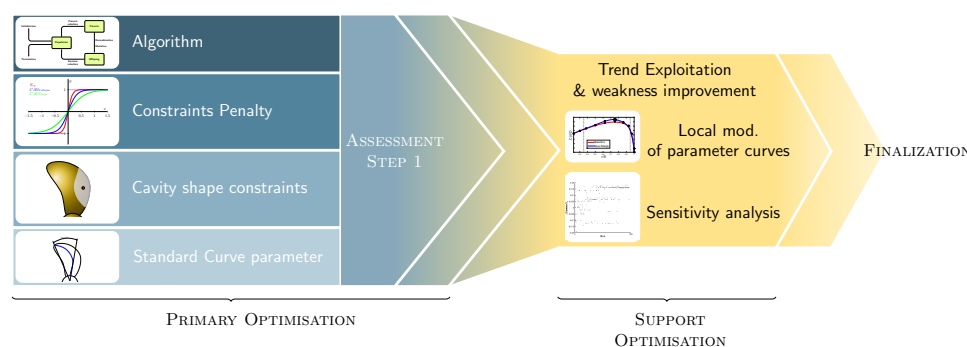 Algorithm
Constraints Penalty
Cavity shape constraints
Standard Curve parameter
Assessment
Step 1
Trend Exploitation
& weakness improvement
Local mod.
of parameter curves
Sensitivity analysis
Finalization
Primary Optimisation
Support
Optimisation